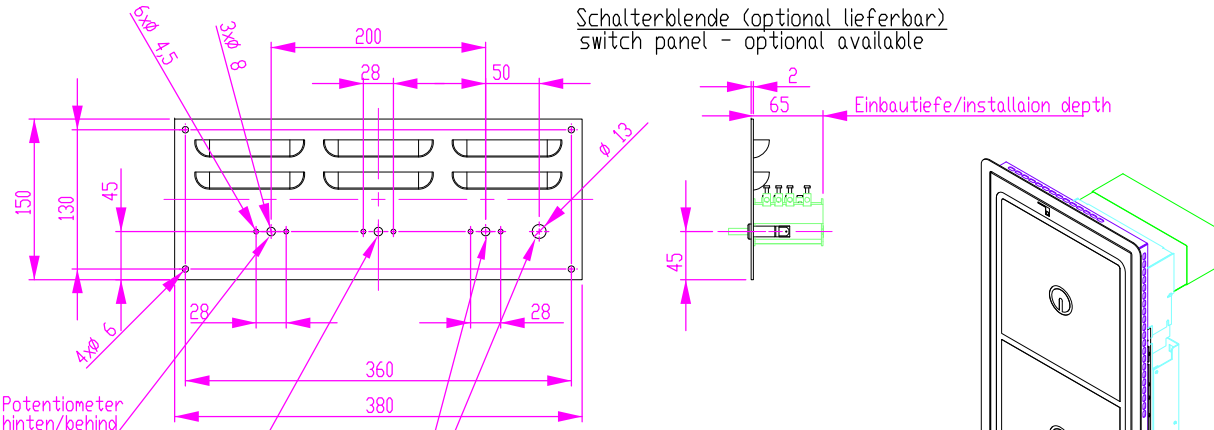 Schalterblende (optional lieferbar)
switch panel - optional available
6xø 4,5
3xø 8
200
28
50
2
65
Einbautiefe/installaion depth
ø 13
150
130
45
45
28
28
4xø 6
360
380
Potentiometer
hinten/behind